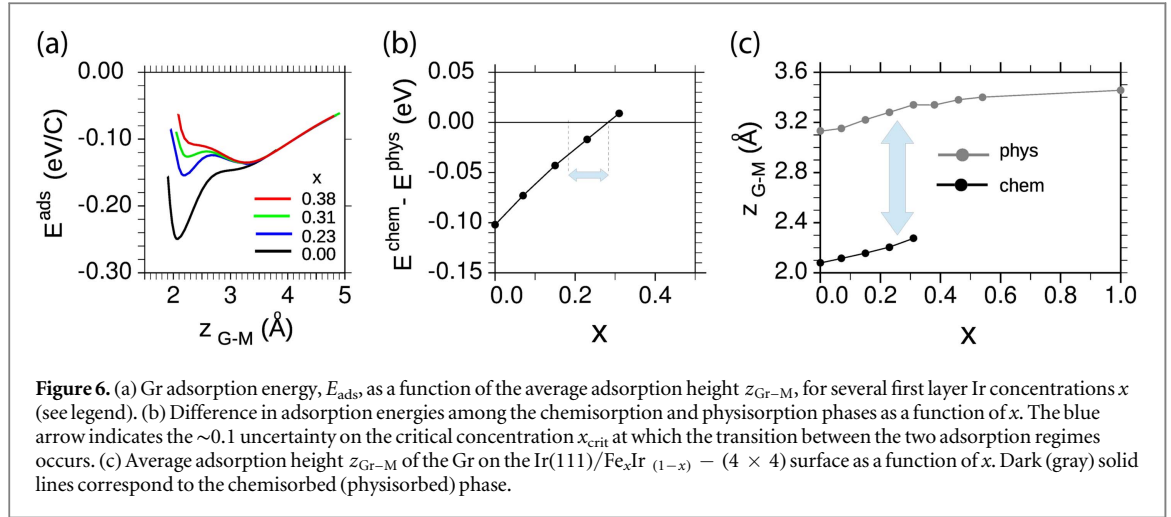 (a)
(b)
(c)
0.00
-0.10
-0.20
-0.30
E^ads (eV/C)
x
0.38
0.31
0.23
0.00
2 3 4 5
z G-M (Å)
0.05
0.00
-0.05
-0.10
-0.15
E^chem - E^phys (eV)
0.0 0.2 0.4
X
3.6
3.2
2.8
2.4
2.0
z G-M (Å)
phys
chem
0.0 0.2 0.4 0.6 0.8 1.0
X
Figure 6. (a) Gr adsorption energy, E_ads, as a function of the average adsorption height z_Gr−M, for several first layer Ir concentrations x
(see legend). (b) Difference in adsorption energies among the chemisorption and physisorption phases as a function of x. The blue
arrow indicates the ∼0.1 uncertainty on the critical concentration x_crit at which the transition between the two adsorption regimes
occurs. (c) Average adsorption height z_Gr−M of the Gr on the Ir(111)/Fe_xIr_(1−x) − (4 × 4) surface as a function of x. Dark (gray) solid
lines correspond to the chemisorbed (physisorbed) phase.